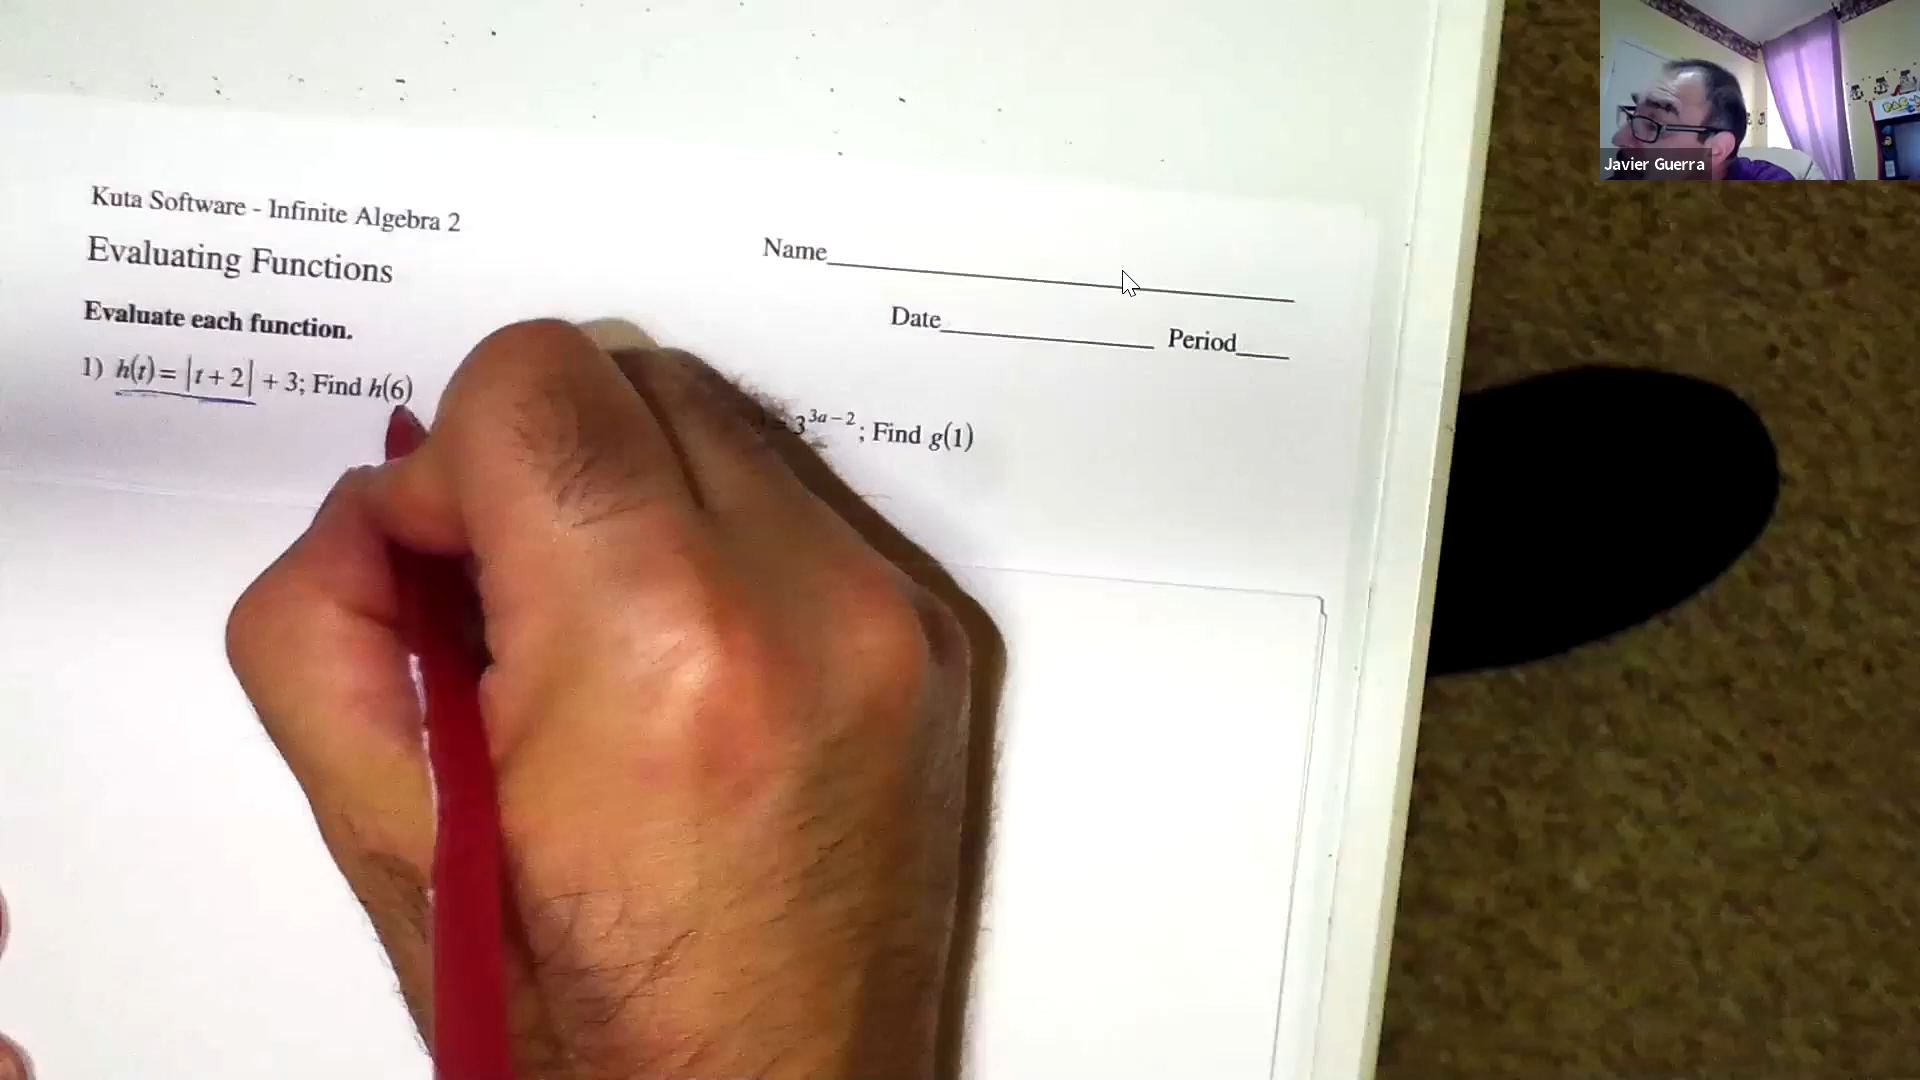 Kuta Software - Infinite Algebra 2
Evaluating Functions
Name
Date Period
Evaluate each function.
1) h(t) = |t + 2| + 3; Find h(6)
= 3^{3a − 2}; Find g(1)
Javier Guerra